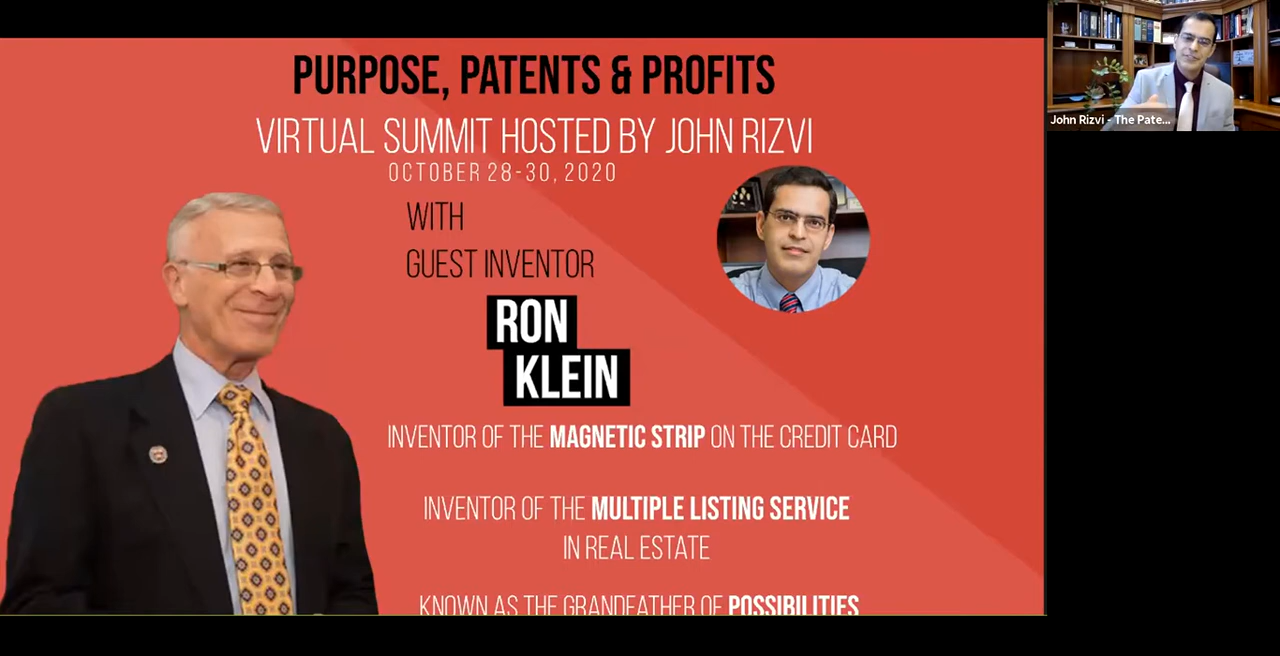 PURPOSE, PATENTS & PROFITS
VIRTUAL SUMMIT HOSTED BY JOHN RIZVI
OCTOBER 28-30, 2020
WITH
GUEST INVENTOR
RON
KLEIN
INVENTOR OF THE MAGNETIC STRIP ON THE CREDIT CARD
INVENTOR OF THE MULTIPLE LISTING SERVICE
IN REAL ESTATE
KNOWN AS THE GRANDFATHER OF POSSIBILITIES
John Rizvi - The Pate...